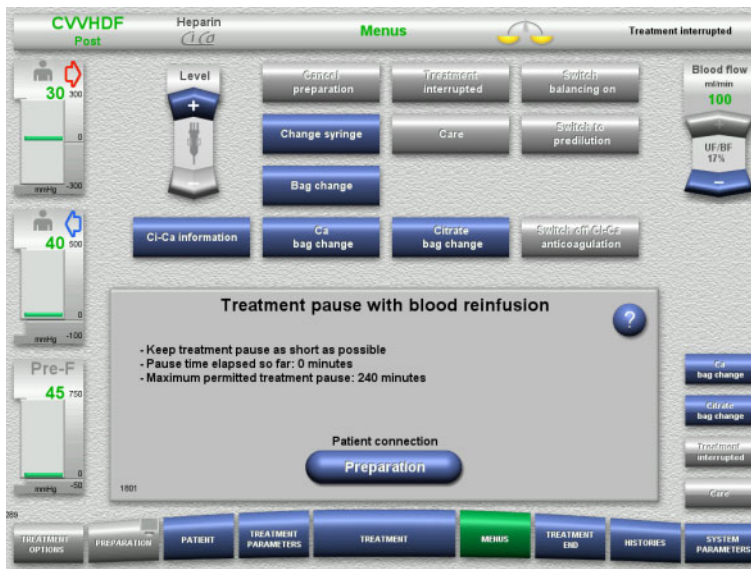 CVVHDF
Post
Heparin
Ci Ca
Menus
Treatment interrupted
30
300
0
mmHg
-300
Level
+
−
Cancel
preparation
Treatment
interrupted
Switch
balancing on
Change syringe
Care
Switch to
predilution
Bag change
Ci-Ca information
Ca
bag change
Citrate
bag change
Switch off Ci-Ca
anticoagulation
Blood flow
ml/min
100
+
UF/BF
17%
−
40
500
0
mmHg
-100
Pre-F
45
750
0
mmHg
-50
Treatment pause with blood reinfusion
?
- Keep treatment pause as short as possible
- Pause time elapsed so far: 0 minutes
- Maximum permitted treatment pause: 240 minutes
Patient connection
Preparation
1801
Ca
bag change
Citrate
bag change
Treatment
interrupted
Care
289
TREATMENT
OPTIONS
PREPARATION
PATIENT
TREATMENT
PARAMETERS
TREATMENT
MENUS
TREATMENT
END
HISTORIES
SYSTEM
PARAMETERS